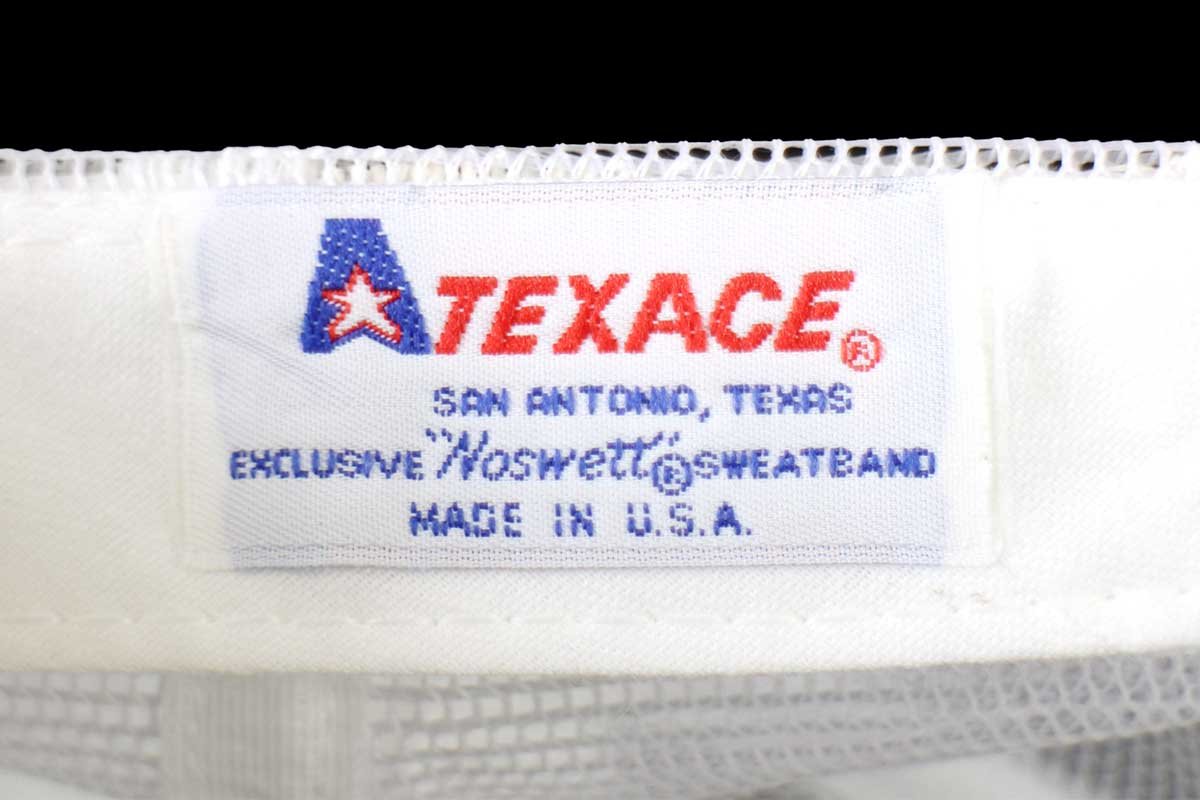 TEXACE®
SAN ANTONIO, TEXAS
EXCLUSIVE "Noswett"® SWEATBAND
MADE IN U.S.A.